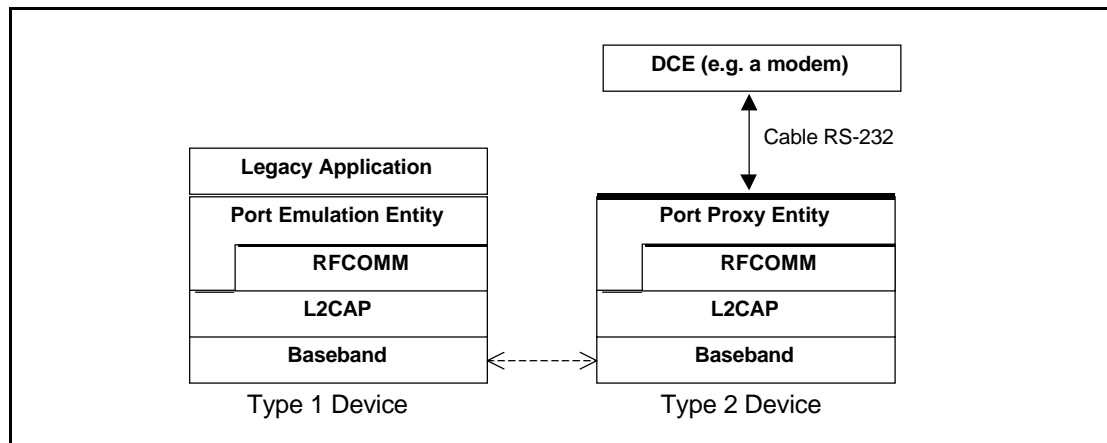 DCE (e.g. a modem)
Cable RS-232
Legacy Application
Port Emulation Entity
Port Proxy Entity
RFCOMM
RFCOMM
L2CAP
L2CAP
Baseband
Baseband
Type 1 Device
Type 2 Device